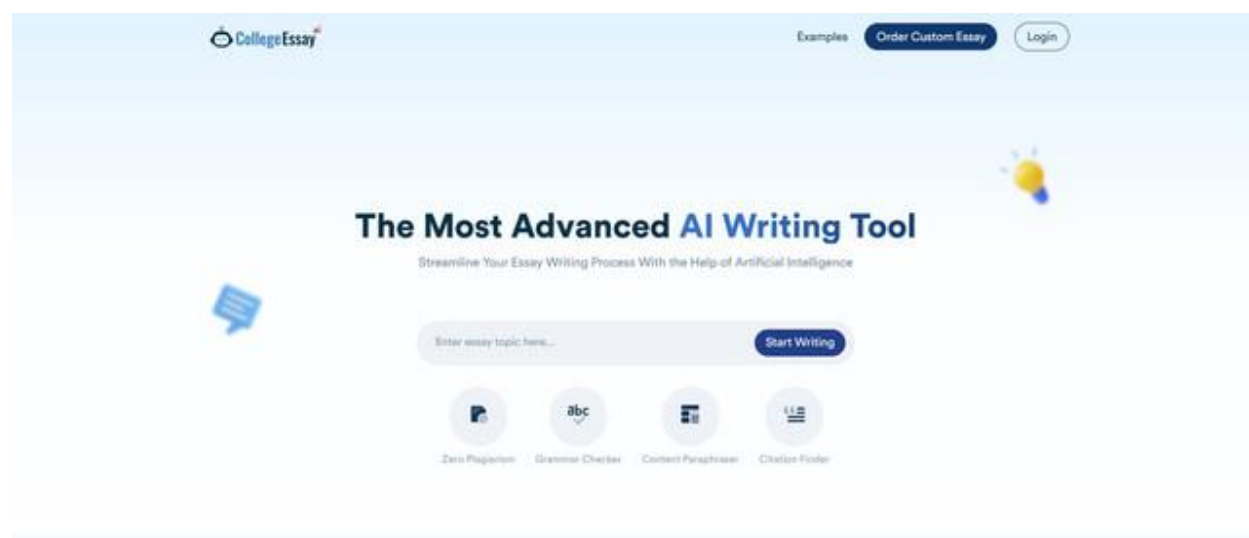 CollegeEssay
Examples
Order Custom Essay
Login
The Most Advanced AI Writing Tool
Streamline Your Essay Writing Process With the Help of Artificial Intelligence
Enter essay topic here...
Start Writing
abc
Zero Plagiarism
Grammar Checker
Content Paraphraser
Citation Finder